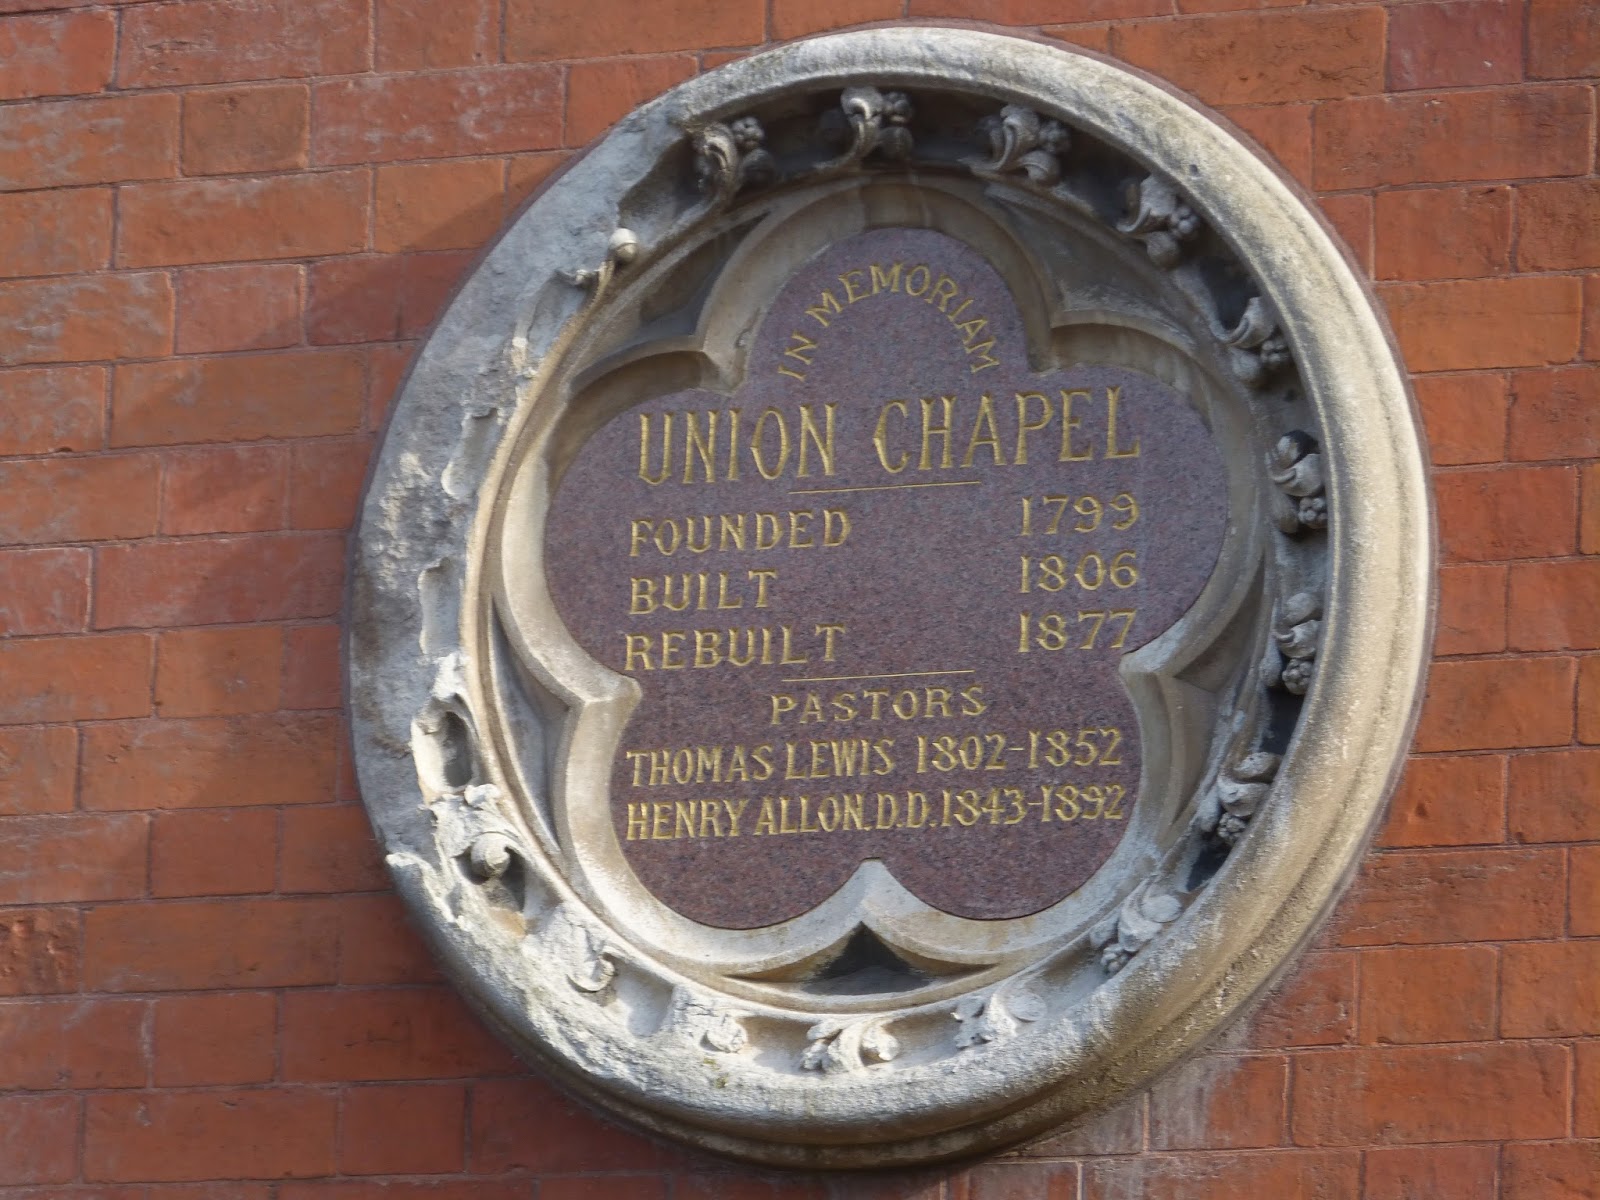 IN MEMORIAM
UNION CHAPEL
FOUNDED 1799
BUILT 1806
REBUILT 1877
PASTORS
THOMAS LEWIS 1802-1852
HENRY ALLON.D.D.1843-1892